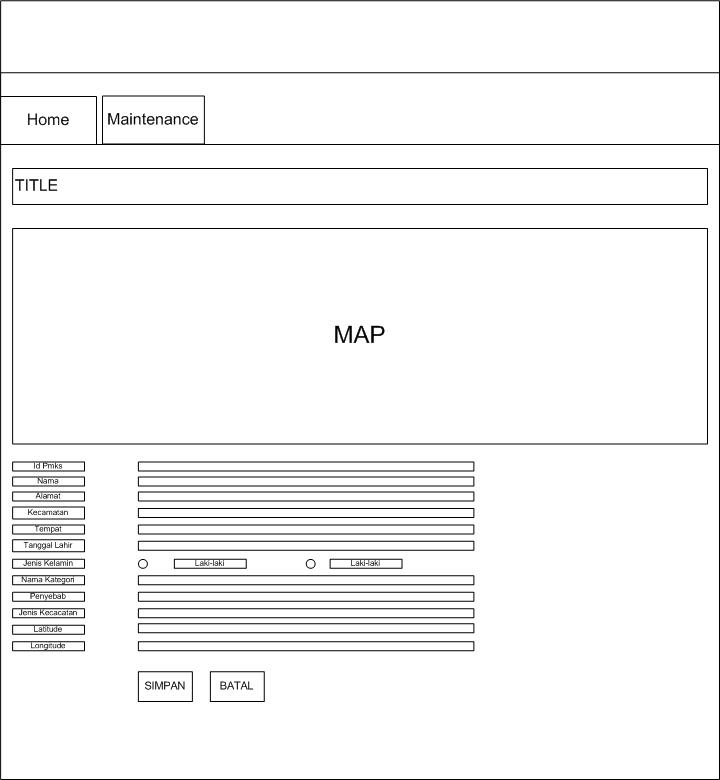 Home
Maintenance
TITLE
MAP
Id Pmks
Nama
Alamat
Kecamatan
Tempat
Tanggal Lahir
Jenis Kelamin Laki-laki Laki-laki
Nama Kategori
Penyebab
Jenis Kecacatan
Latitude
Longitude
SIMPAN BATAL